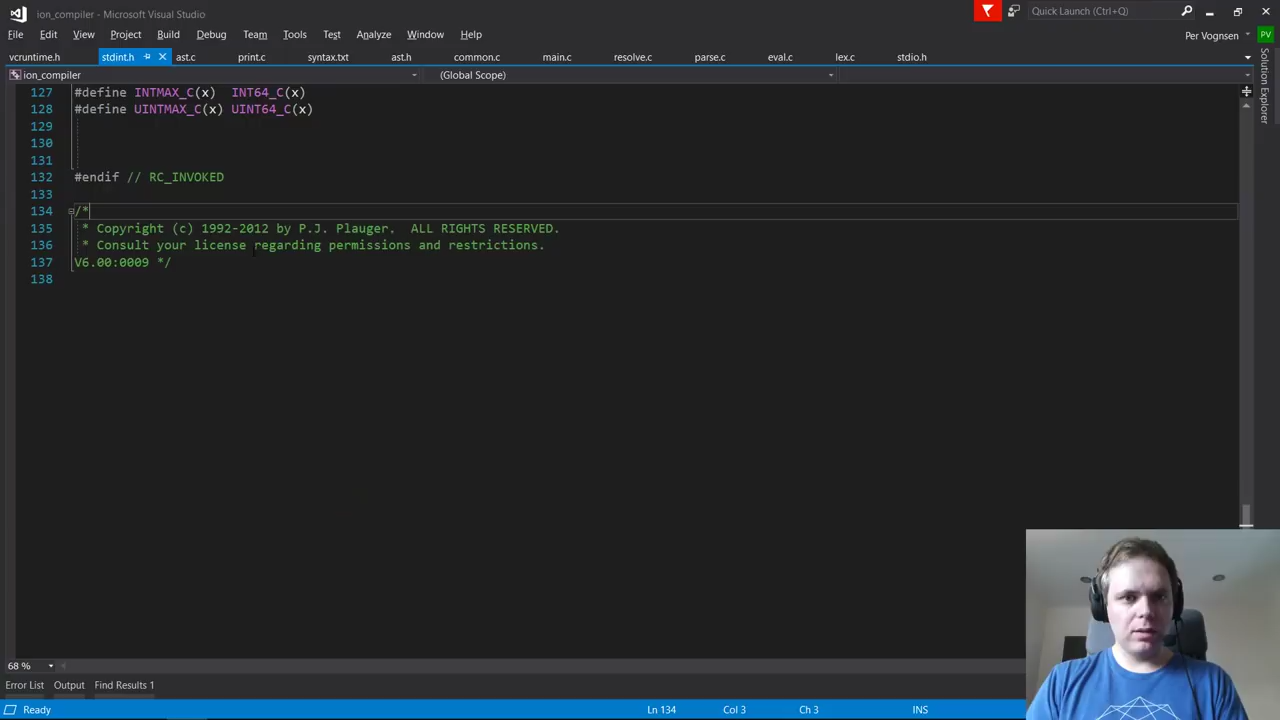 ion_compiler - Microsoft Visual Studio
Quick Launch (Ctrl+Q)
File Edit View Project Build Debug Team Tools Test Analyze Window Help
Per Vognsen PV
vcruntime.h stdint.h ast.c print.c syntax.txt ast.h common.c main.c resolve.c parse.c eval.c lex.c stdio.h
Solution Explorer
ion_compiler (Global Scope)
127 #define INTMAX_C(x) INT64_C(x)
128 #define UINTMAX_C(x) UINT64_C(x)
129
130
131
132 #endif // RC_INVOKED
133
134 /*
135 * Copyright (c) 1992-2012 by P.J. Plauger. ALL RIGHTS RESERVED.
136 * Consult your license regarding permissions and restrictions.
137 V6.00:0009 */
138
68 %
Error List Output Find Results 1
Ready Ln 134 Col 3 Ch 3 INS